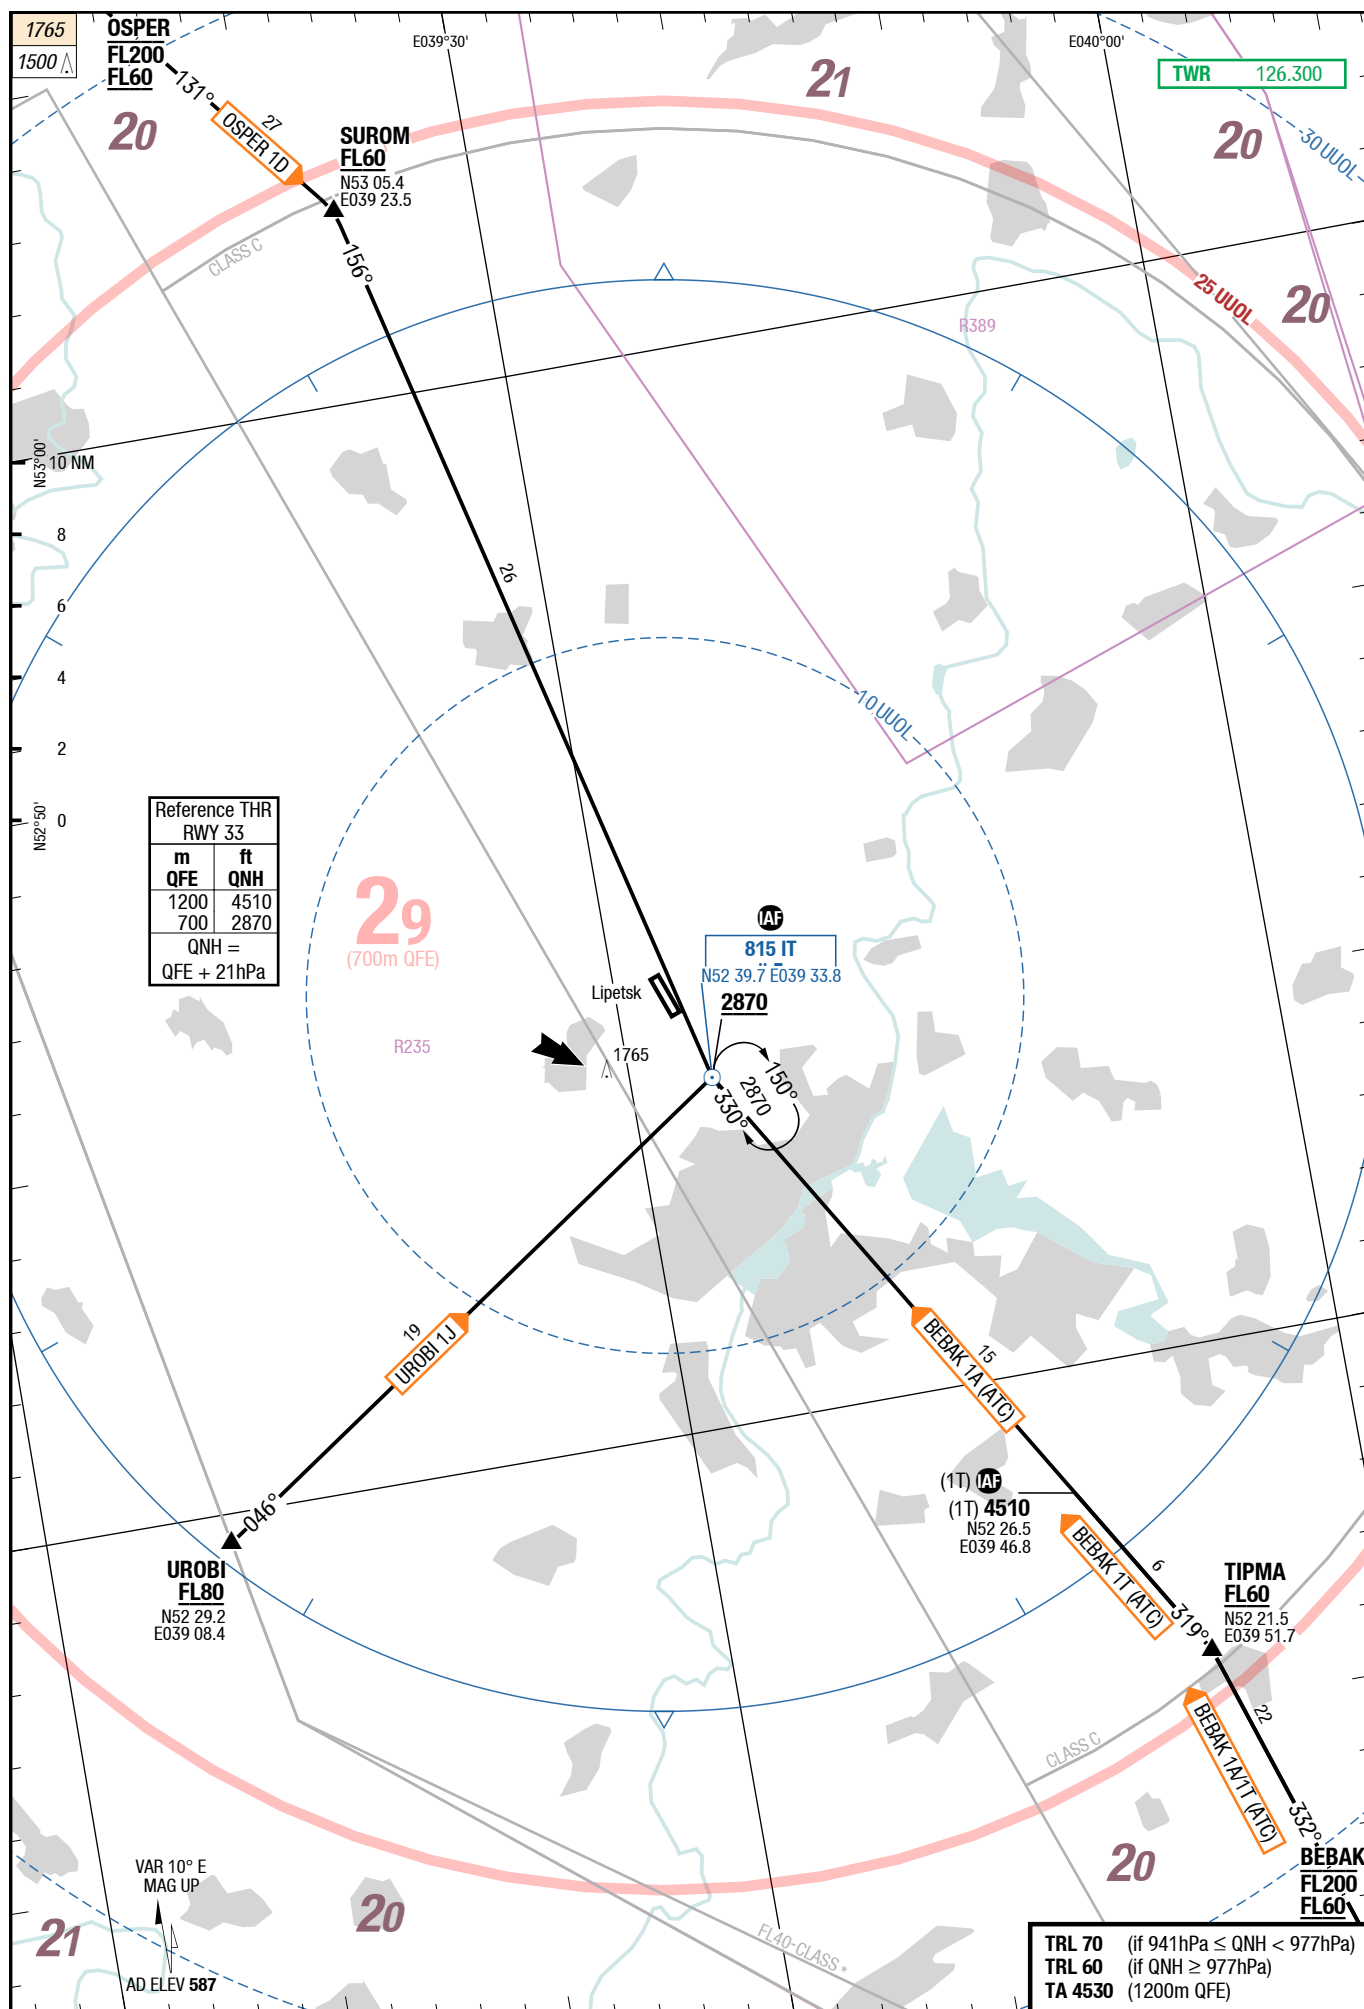 1765
1500
OSPER
FL200
FL60
131°
27
OSPER 1D
20
E039°30'
21
E040°00'
TWR 126.300
20
30 UUOL
SUROM
FL60
N53 05.4
E039 23.5
CLASS C
156°
25 UUOL
20
R389
N53°00'
10 NM
8
6
4
2
0
N52°50'
26
10 UUOL
Reference THR
RWY 33
m ft
QFE QNH
1200 4510
700 2870
QNH =
QFE + 21hPa
29
(700m QFE)
R235
IAF
815 IT
N52 39.7 E039 33.8
2870
Lipetsk
1765
150°
2870
330°
19
UROBI 1J
046°
UROBI
FL80
N52 29.2
E039 08.4
15
BEBAK 1A (ATC)
(1T) IAF
(1T) 4510
N52 26.5
E039 46.8
BEBAK 1T (ATC)
6
319°
TIPMA
FL60
N52 21.5
E039 51.7
22
BEBAK 1A/1T (ATC)
332°
BEBAK
FL200
FL60
CLASS C
20
VAR 10° E
MAG UP
21
AD ELEV 587
20
FL40-CLASS *
TRL 70 (if 941hPa ≤ QNH < 977hPa)
TRL 60 (if QNH ≥ 977hPa)
TA 4530 (1200m QFE)